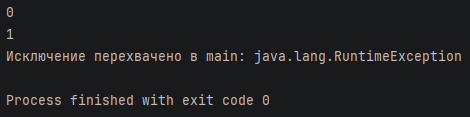 0
1
Исключение перехвачено в main: java.lang.RuntimeException
Process finished with exit code 0